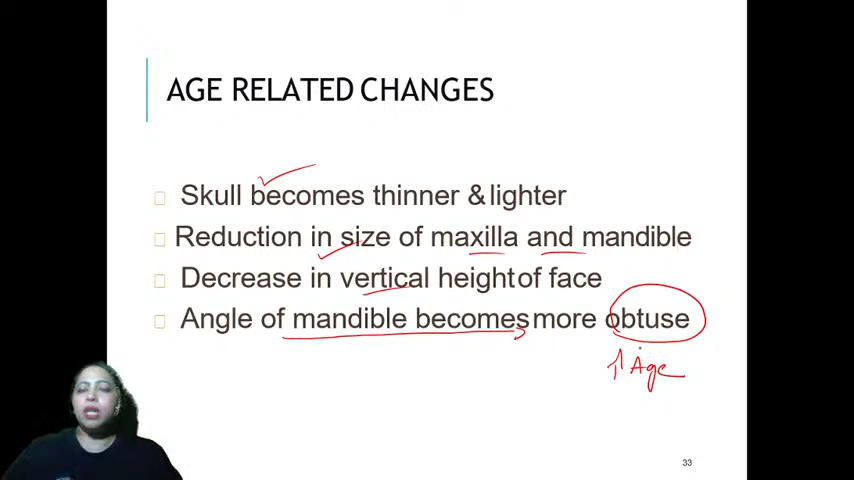 AGE RELATED CHANGES
Skull becomes thinner & lighter
Reduction in size of maxilla and mandible
Decrease in vertical height of face
Angle of mandible becomes more obtuse
↑ Age
33